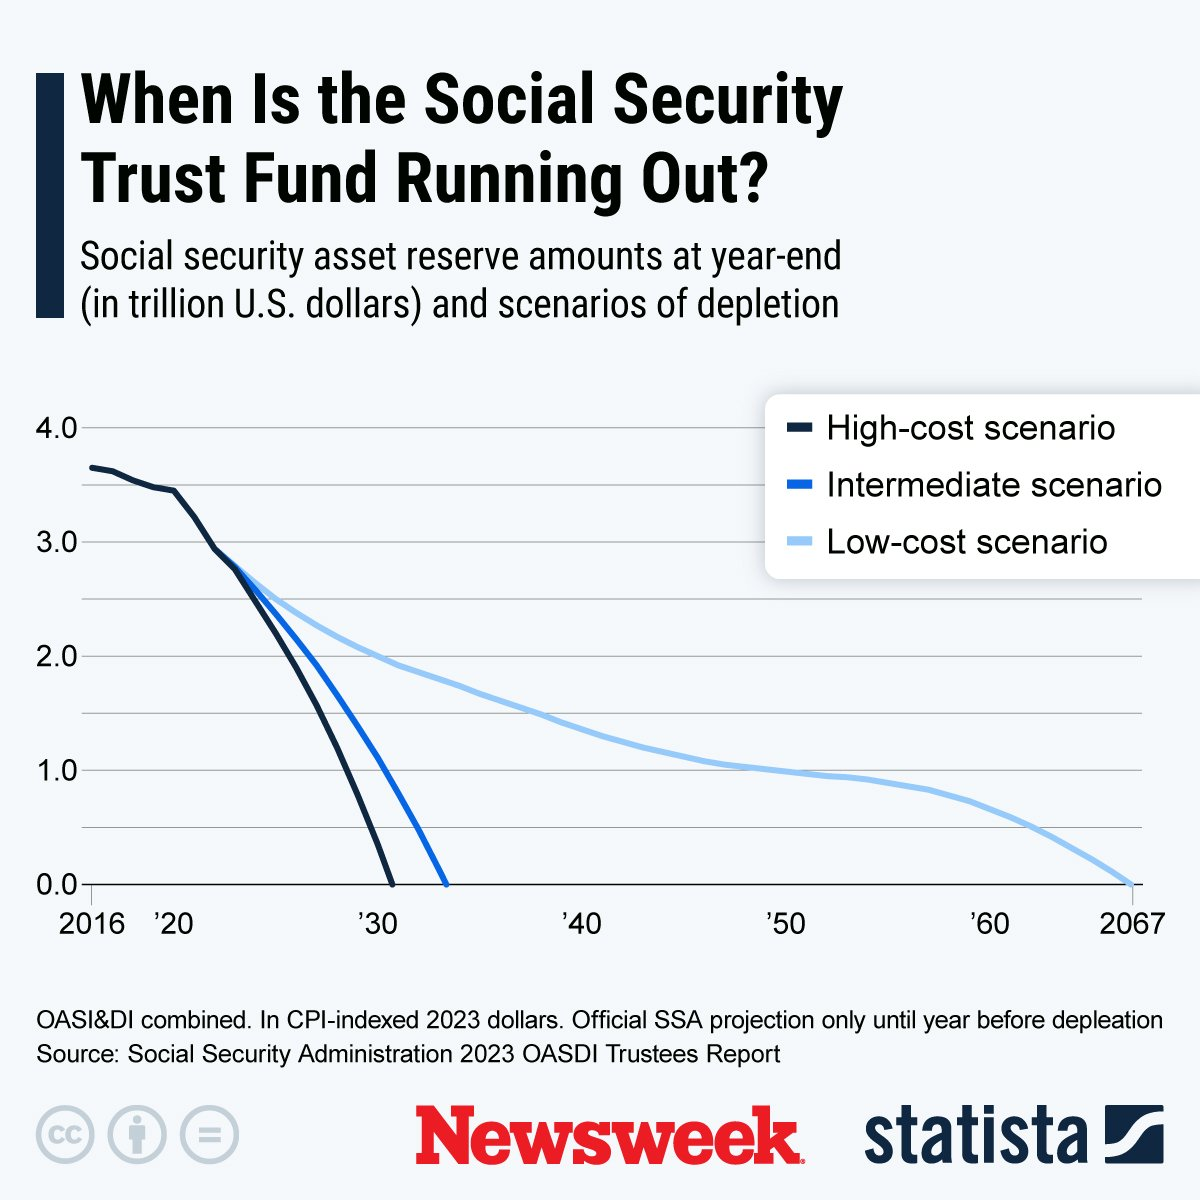 When Is the Social Security
Trust Fund Running Out?
Social security asset reserve amounts at year-end
(in trillion U.S. dollars) and scenarios of depletion
High-cost scenario
Intermediate scenario
Low-cost scenario
4.0
3.0
2.0
1.0
0.0
2016 ’20 ’30 ’40 ’50 ’60 2067
OASI&DI combined. In CPI-indexed 2023 dollars. Official SSA projection only until year before depleation
Source: Social Security Administration 2023 OASDI Trustees Report
cc
Newsweek
statista